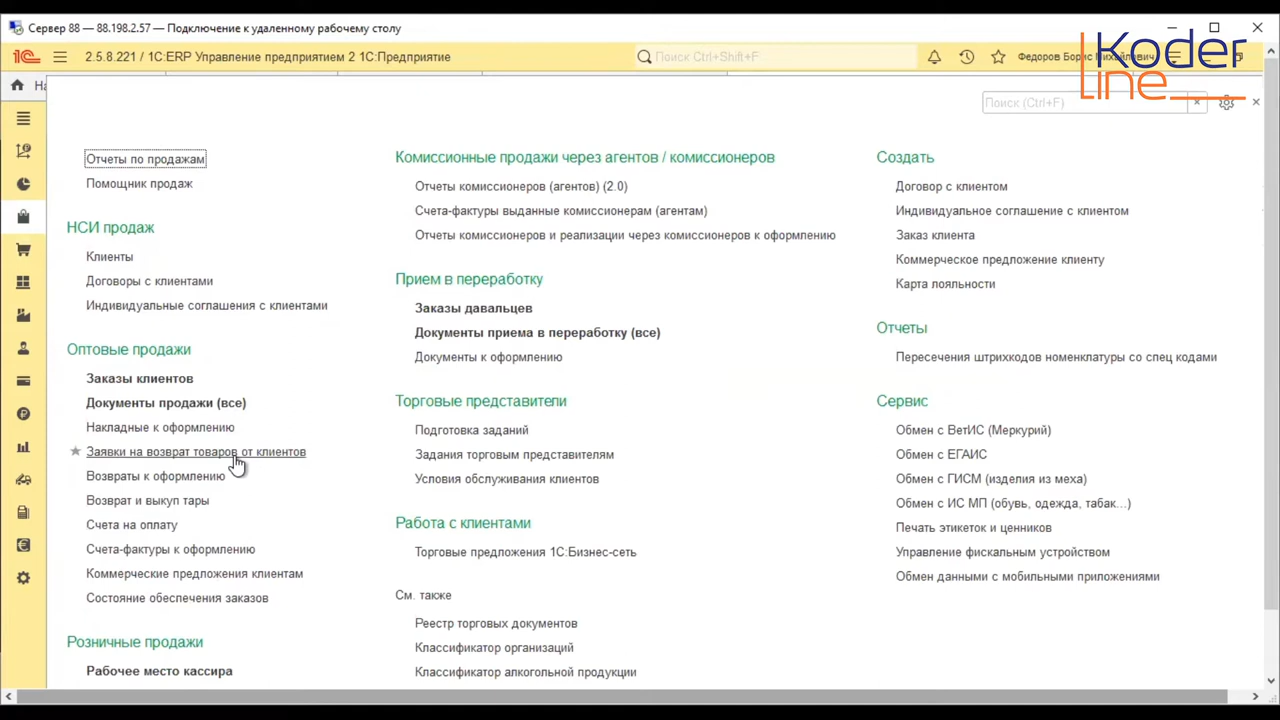 Сервер 88 — 88.198.2.57 — Подключение к удаленному рабочему столу
1С 2.5.8.221 / 1С:ERP Управление предприятием 2 1С:Предприятие
Поиск Ctrl+Shift+F
Федоров Борис Михайлович
Koder
line
На
Поиск (Ctrl+F)
Отчеты по продажам
Помощник продаж
НСИ продаж
Клиенты
Договоры с клиентами
Индивидуальные соглашения с клиентами
Оптовые продажи
Заказы клиентов
Документы продажи (все)
Накладные к оформлению
Заявки на возврат товаров от клиентов
Возвраты к оформлению
Возврат и выкуп тары
Счета на оплату
Счета-фактуры к оформлению
Коммерческие предложения клиентам
Состояние обеспечения заказов
Розничные продажи
Рабочее место кассира
Комиссионные продажи через агентов / комиссионеров
Отчеты комиссионеров (агентов) (2.0)
Счета-фактуры выданные комиссионерам (агентам)
Отчеты комиссионеров и реализации через комиссионеров к оформлению
Прием в переработку
Заказы давальцев
Документы приема в переработку (все)
Документы к оформлению
Торговые представители
Подготовка заданий
Задания торговым представителям
Условия обслуживания клиентов
Работа с клиентами
Торговые предложения 1С:Бизнес-сеть
См. также
Реестр торговых документов
Классификатор организаций
Классификатор алкогольной продукции
Создать
Договор с клиентом
Индивидуальное соглашение с клиентом
Заказ клиента
Коммерческое предложение клиенту
Карта лояльности
Отчеты
Пересечения штрихкодов номенклатуры со спец кодами
Сервис
Обмен с ВетИС (Меркурий)
Обмен с ЕГАИС
Обмен с ГИСМ (изделия из меха)
Обмен с ИС МП (обувь, одежда, табак...)
Печать этикеток и ценников
Управление фискальным устройством
Обмен данными с мобильными приложениями